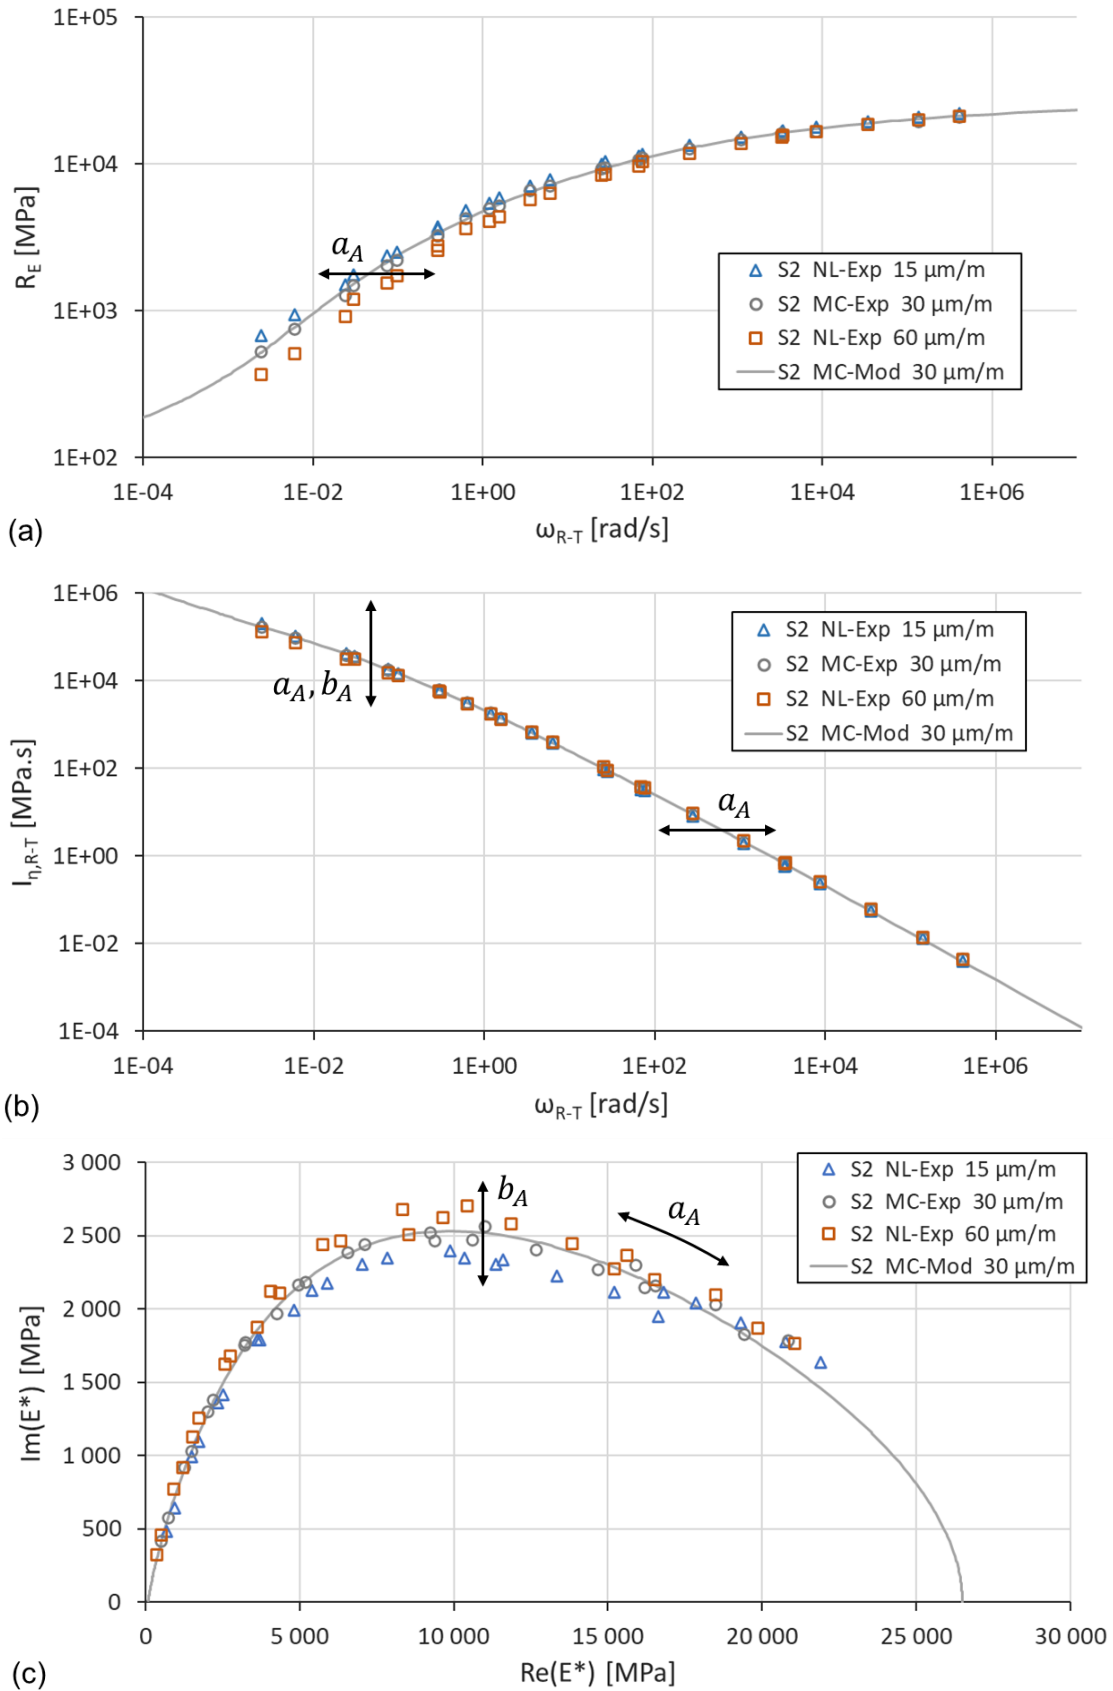 1E+05
1E+04
1E+03
1E+02
R_E [MPa]
a_A
S2 NL-Exp 15 µm/m
S2 MC-Exp 30 µm/m
S2 NL-Exp 60 µm/m
S2 MC-Mod 30 µm/m
1E-04 1E-02 1E+00 1E+02 1E+04 1E+06
(a)
ω_R-T [rad/s]
1E+06
1E+04
1E+02
1E+00
1E-02
1E-04
I_η,R-T [MPa.s]
a_A, b_A
a_A
S2 NL-Exp 15 µm/m
S2 MC-Exp 30 µm/m
S2 NL-Exp 60 µm/m
S2 MC-Mod 30 µm/m
1E-04 1E-02 1E+00 1E+02 1E+04 1E+06
(b)
ω_R-T [rad/s]
3 000
2 500
2 000
1 500
1 000
500
0
Im(E*) [MPa]
b_A
a_A
S2 NL-Exp 15 µm/m
S2 MC-Exp 30 µm/m
S2 NL-Exp 60 µm/m
S2 MC-Mod 30 µm/m
0 5 000 10 000 15 000 20 000 25 000 30 000
(c)
Re(E*) [MPa]